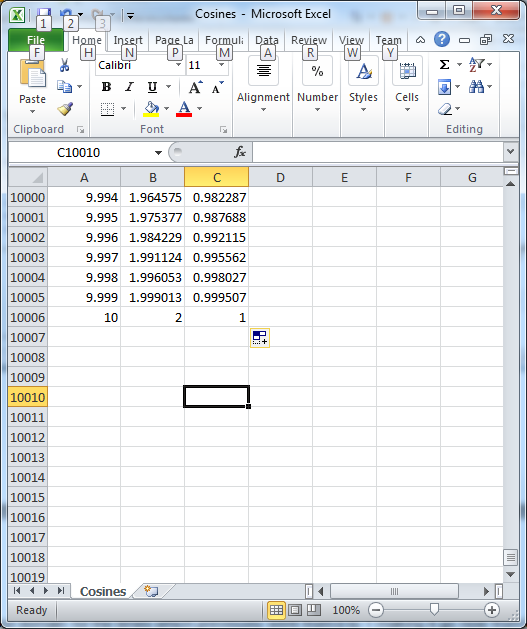 Cosines - Microsoft Excel
1 2 3
File Home Insert Page La Formula Data Review View Team
F H N P M A R W Y
Paste
Calibri 11
B I U
A A
A
Alignment
%
Number
Styles
Cells
Σ
Clipboard Font Editing
C10010 fx
A B C D E F G
10000 9.994 1.964575 0.982287
10001 9.995 1.975377 0.987688
10002 9.996 1.984229 0.992115
10003 9.997 1.991124 0.995562
10004 9.998 1.996053 0.998027
10005 9.999 1.999013 0.999507
10006 10 2 1
10007
10008
10009
10010
10011
10012
10013
10014
10015
10016
10017
10018
10019
Cosines
Ready 100%